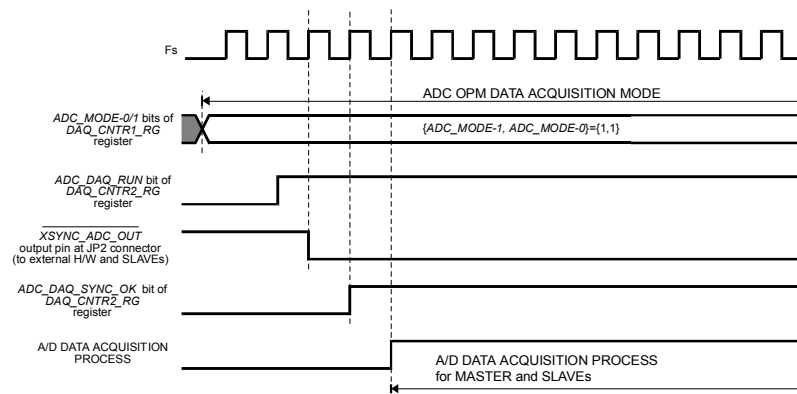 Fs
ADC OPM DATA ACQUISITION MODE
ADC_MODE-0/1 bits of
DAQ_CNTR1_RG
register
{ADC_MODE-1, ADC_MODE-0}={1,1}
ADC_DAQ_RUN bit of
DAQ_CNTR2_RG
register
XSYNC_ADC_OUT
output pin at JP2 connector
(to external H/W and SLAVEs)
ADC_DAQ_SYNC_OK bit of
DAQ_CNTR2_RG
register
A/D DATA ACQUISITION
PROCESS
A/D DATA ACQUISITION PROCESS
for MASTER and SLAVEs